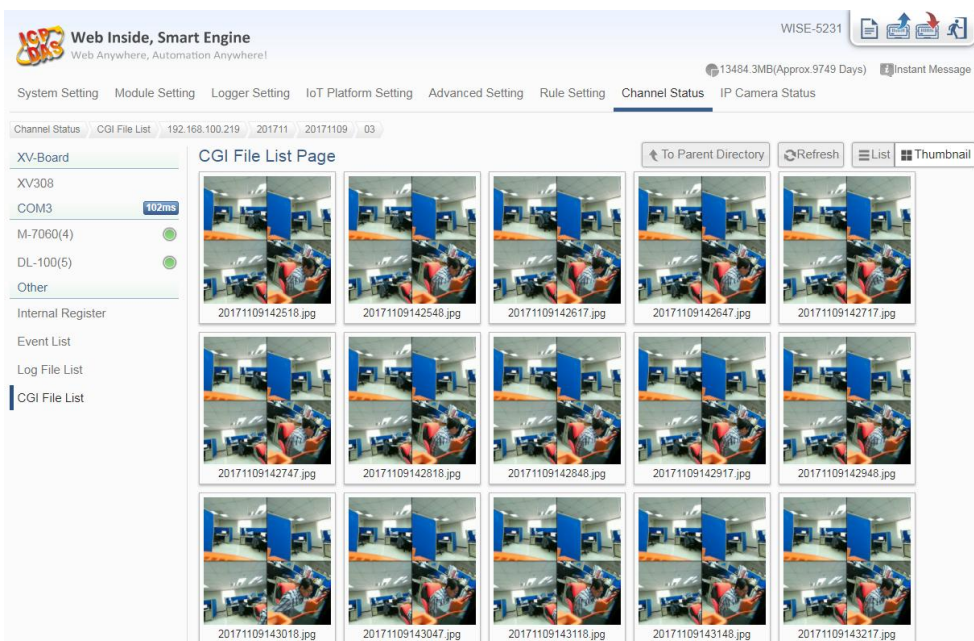 ICP DAS
Web Inside, Smart Engine
Web Anywhere, Automation Anywhere!
WISE-5231
13484.3MB(Approx.9749 Days) Instant Message
System Setting Module Setting Logger Setting IoT Platform Setting Advanced Setting Rule Setting Channel Status IP Camera Status
Channel Status CGI File List 192.168.100.219 201711 20171109 03
XV-Board
XV308
COM3 102ms
M-7060(4)
DL-100(5)
Other
Internal Register
Event List
Log File List
CGI File List
CGI File List Page
To Parent Directory Refresh List Thumbnail
20171109142518.jpg 20171109142548.jpg 20171109142617.jpg 20171109142647.jpg 20171109142717.jpg
20171109142747.jpg 20171109142818.jpg 20171109142848.jpg 20171109142917.jpg 20171109142948.jpg
20171109143018.jpg 20171109143047.jpg 20171109143118.jpg 20171109143148.jpg 20171109143217.jpg